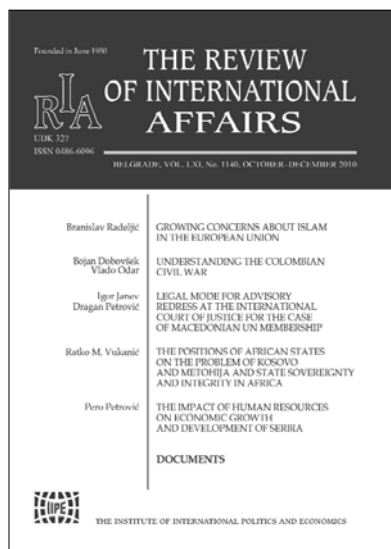 Founded in June 1950
RIA
UDK 327
ISSN 0486-6096
THE REVIEW
OF INTERNATIONAL
AFFAIRS
BELGRADE, VOL. LXI, No. 1140, OCTOBER–DECEMBER 2010
Branislav Radeljić
GROWING CONCERNS ABOUT ISLAM
IN THE EUROPEAN UNION
Bojan Dobovšek
Vlado Odar
UNDERSTANDING THE COLOMBIAN
CIVIL WAR
Igor Janev
Dragan Petrović
LEGAL MODE FOR ADVISORY
REDRESS AT THE INTERNATIONAL
COURT OF JUSTICE FOR THE CASE
OF MACEDONIAN UN MEMBERSHIP
Ratko M. Vukanić
THE POSITIONS OF AFRICAN STATES
ON THE PROBLEM OF KOSOVO
AND METOHIJA AND STATE SOVEREIGNTY
AND INTEGRITY IN AFRICA
Pero Petrović
THE IMPACT OF HUMAN RESOURCES
ON ECONOMIC GROWTH
AND DEVELOPMENT OF SERBIA
DOCUMENTS
IIPE
THE INSTITUTE OF INTERNATIONAL POLITICS AND ECONOMICS